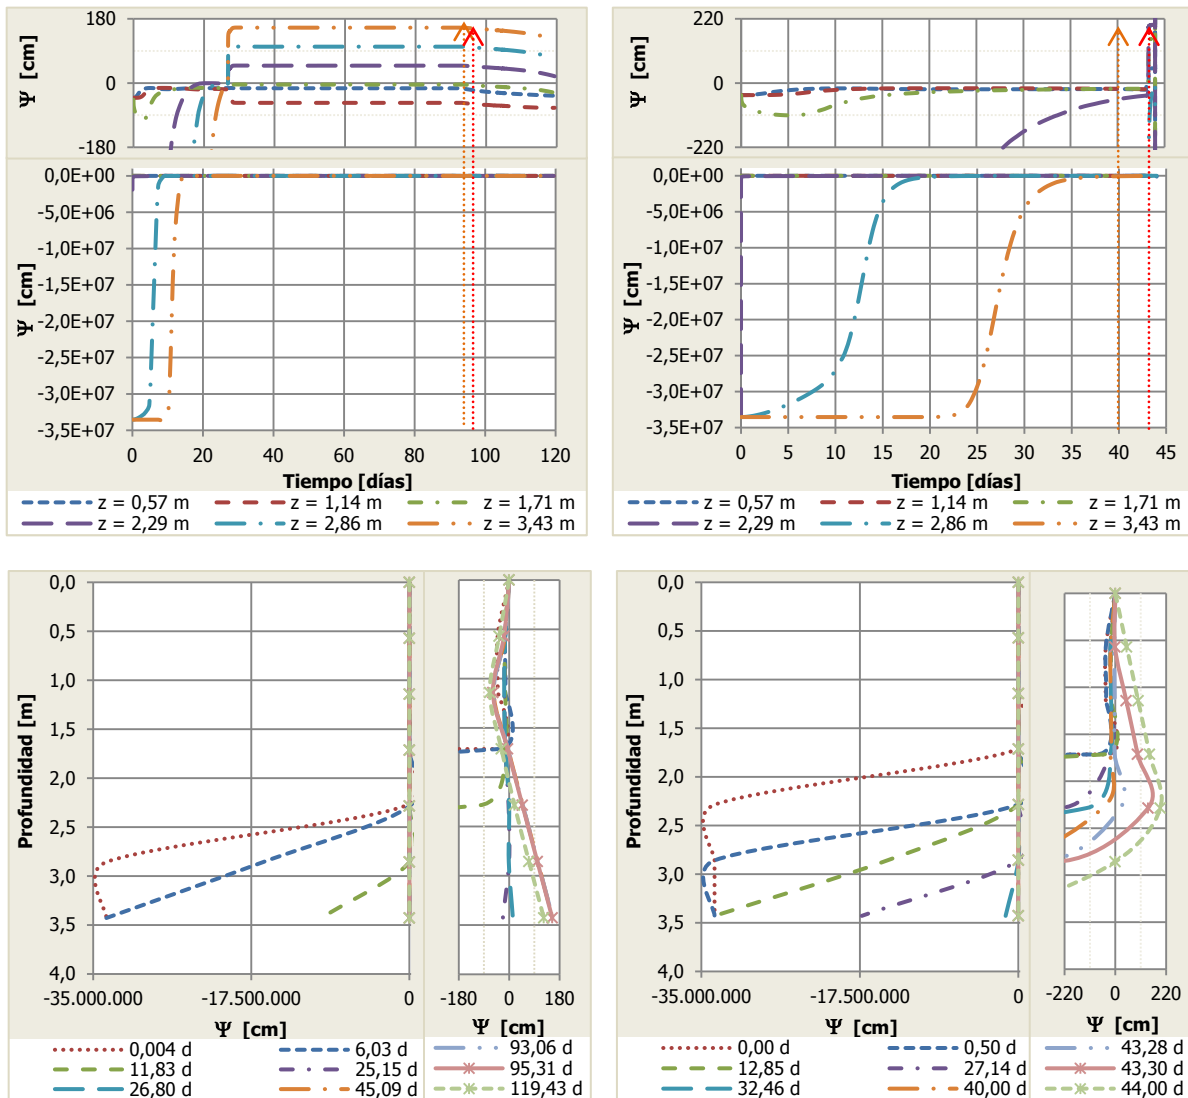 180
0
-180
Ψ [cm]
0,0E+00
-5,0E+06
-1,0E+07
-1,5E+07
-2,0E+07
-2,5E+07
-3,0E+07
-3,5E+07
Ψ [cm]
0 20 40 60 80 100 120
Tiempo [días]
z = 0,57 m z = 1,14 m z = 1,71 m
z = 2,29 m z = 2,86 m z = 3,43 m
220
0
-220
Ψ [cm]
0,0E+00
-5,0E+06
-1,0E+07
-1,5E+07
-2,0E+07
-2,5E+07
-3,0E+07
-3,5E+07
Ψ [cm]
0 5 10 15 20 25 30 35 40 45
Tiempo [días]
z = 0,57 m z = 1,14 m z = 1,71 m
z = 2,29 m z = 2,86 m z = 3,43 m
0,0
0,5
1,0
1,5
2,0
2,5
3,0
3,5
4,0
Profundidad [m]
-35.000.000 -17.500.000 0
Ψ [cm]
-180 0 180
Ψ [cm]
0,004 d 6,03 d 93,06 d
11,83 d 25,15 d 95,31 d
26,80 d 45,09 d 119,43 d
0,0
0,5
1,0
1,5
2,0
2,5
3,0
3,5
4,0
Profundidad [m]
-35.000.000 -17.500.000 0
Ψ [cm]
-220 0 220
Ψ [cm]
0,00 d 0,50 d 43,28 d
12,85 d 27,14 d 43,30 d
32,46 d 40,00 d 44,00 d